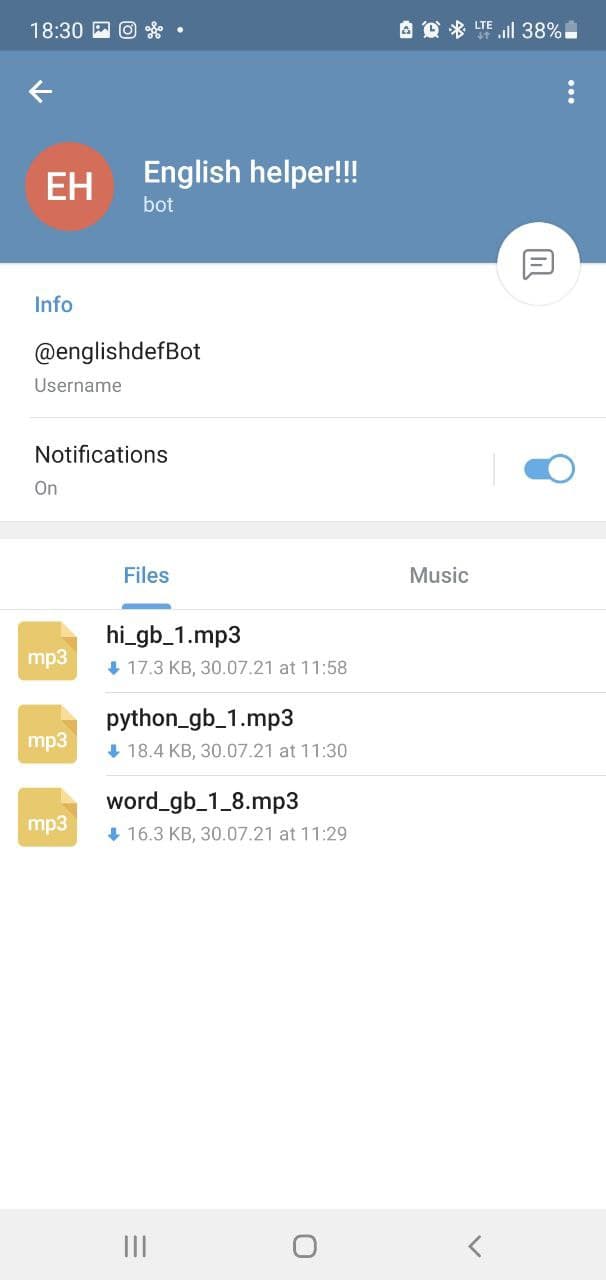 18:30
LTE 38%
EH
English helper!!!
bot
Info
@englishdefBot
Username
Notifications
On
Files Music
mp3
hi_gb_1.mp3
17.3 KB, 30.07.21 at 11:58
mp3
python_gb_1.mp3
18.4 KB, 30.07.21 at 11:30
mp3
word_gb_1_8.mp3
16.3 KB, 30.07.21 at 11:29